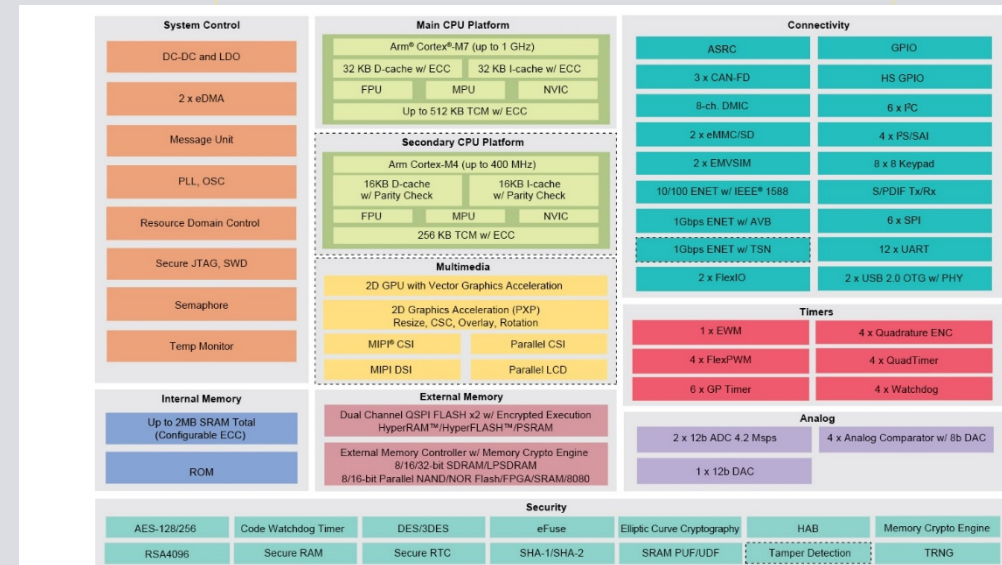 System Control
DC-DC and LDO
2 x eDMA
Message Unit
PLL, OSC
Resource Domain Control
Secure JTAG, SWD
Semaphore
Temp Monitor
Internal Memory
Up to 2MB SRAM Total
(Configurable ECC)
ROM
Main CPU Platform
Arm® Cortex®-M7 (up to 1 GHz)
32 KB D-cache w/ ECC
32 KB I-cache w/ ECC
FPU
MPU
NVIC
Up to 512 KB TCM w/ ECC
Secondary CPU Platform
Arm Cortex-M4 (up to 400 MHz)
16KB D-cache
w/ Parity Check
16KB I-cache
w/ Parity Check
FPU
MPU
NVIC
256 KB TCM w/ ECC
Multimedia
2D GPU with Vector Graphics Acceleration
2D Graphics Acceleration (PXP)
Resize, CSC, Overlay, Rotation
MIPI® CSI
Parallel CSI
MIPI DSI
Parallel LCD
External Memory
Dual Channel QSPI FLASH x2 w/ Encrypted Execution
HyperRAM™/HyperFLASH™/PSRAM
External Memory Controller w/ Memory Crypto Engine
8/16/32-bit SDRAM/LPSDRAM
8/16-bit Parallel NAND/NOR Flash/FPGA/SRAM/8080
Connectivity
ASRC
GPIO
3 x CAN-FD
HS GPIO
8-ch. DMIC
6 x I²C
2 x eMMC/SD
4 x I²S/SAI
2 x EMVSIM
8 x 8 Keypad
10/100 ENET w/ IEEE® 1588
S/PDIF Tx/Rx
1Gbps ENET w/ AVB
6 x SPI
1Gbps ENET w/ TSN
12 x UART
2 x FlexIO
2 x USB 2.0 OTG w/ PHY
Timers
1 x EWM
4 x Quadrature ENC
4 x FlexPWM
4 x QuadTimer
6 x GP Timer
4 x Watchdog
Analog
2 x 12b ADC 4.2 Msps
4 x Analog Comparator w/ 8b DAC
1 x 12b DAC
Security
AES-128/256
Code Watchdog Timer
DES/3DES
eFuse
Elliptic Curve Cryptography
HAB
Memory Crypto Engine
RSA4096
Secure RAM
Secure RTC
SHA-1/SHA-2
SRAM PUF/UDF
Tamper Detection
TRNG